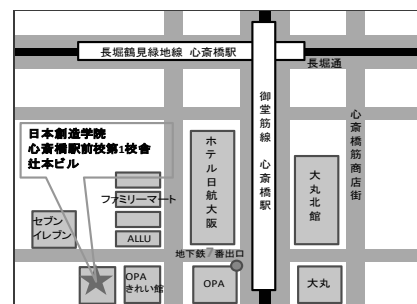 長堀鶴見緑地線 心斎橋駅
長堀通
日本創造学院
心斎橋駅前校第1校舎
辻本ビル
ファミリーマート
セブン
イレブン
ALLU
ホテル日航大阪
御堂筋線 心斎橋駅
大丸北館
心斎橋筋商店街
地下鉄7番出口
OPA
きれい館
OPA
大丸